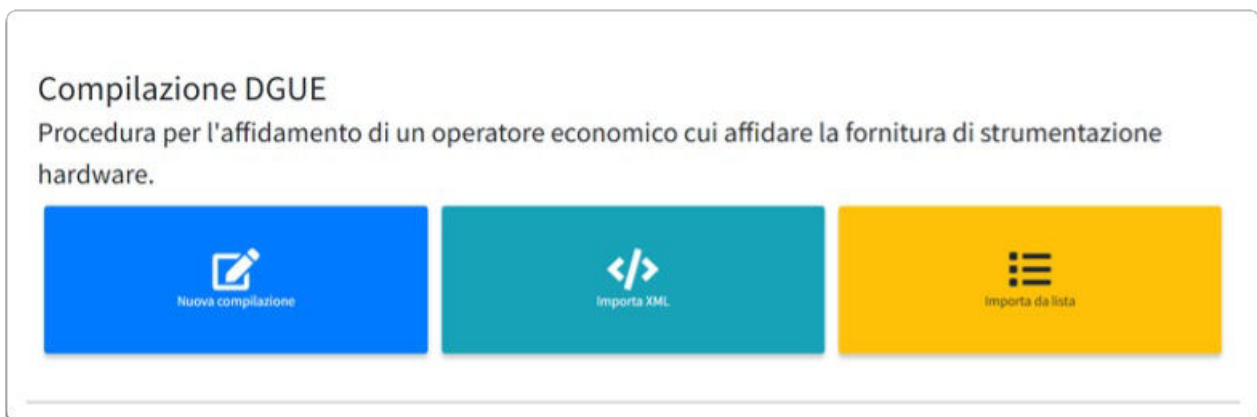 Compilazione DGUE
Procedura per l'affidamento di un operatore economico cui affidare la fornitura di strumentazione
hardware.
Nuova compilazione
Importa XML
Importa da lista